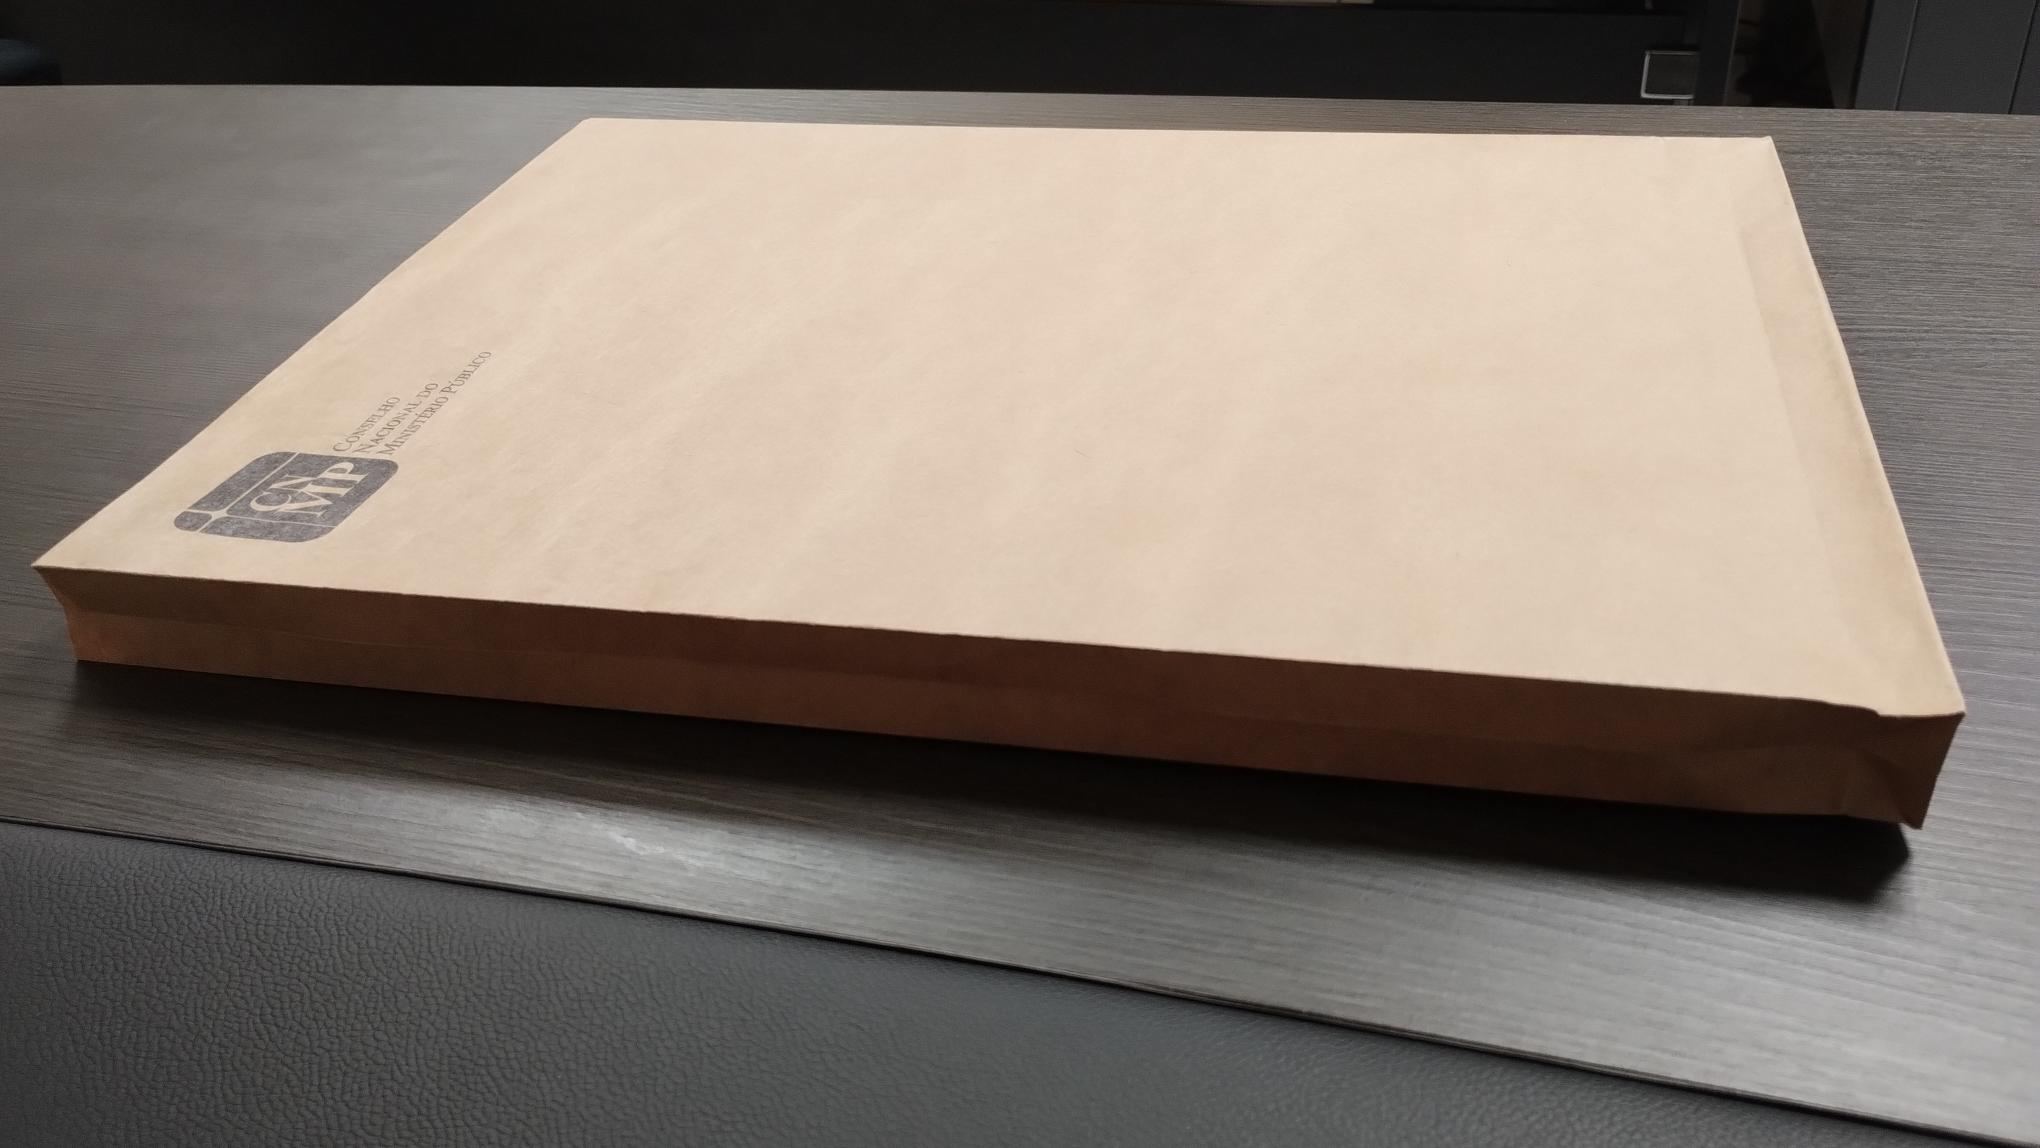 CN
MP
CONSELHO
NACIONAL DO
MINISTÉRIO PÚBLICO